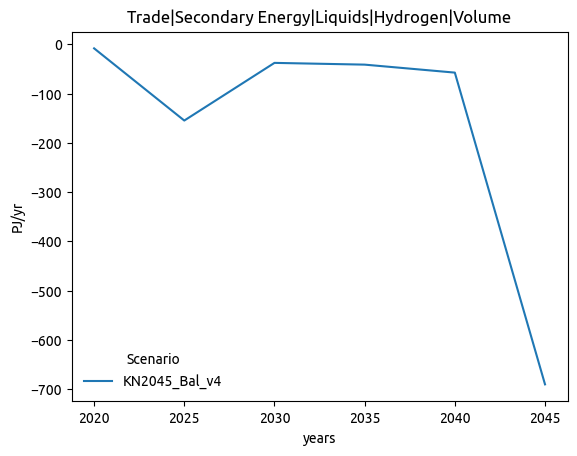 Trade|Secondary Energy|Liquids|Hydrogen|Volume
0
−100
−200
−300
−400
−500
−600
−700
PJ/yr
Scenario
KN2045_Bal_v4
2020 2025 2030 2035 2040 2045
years